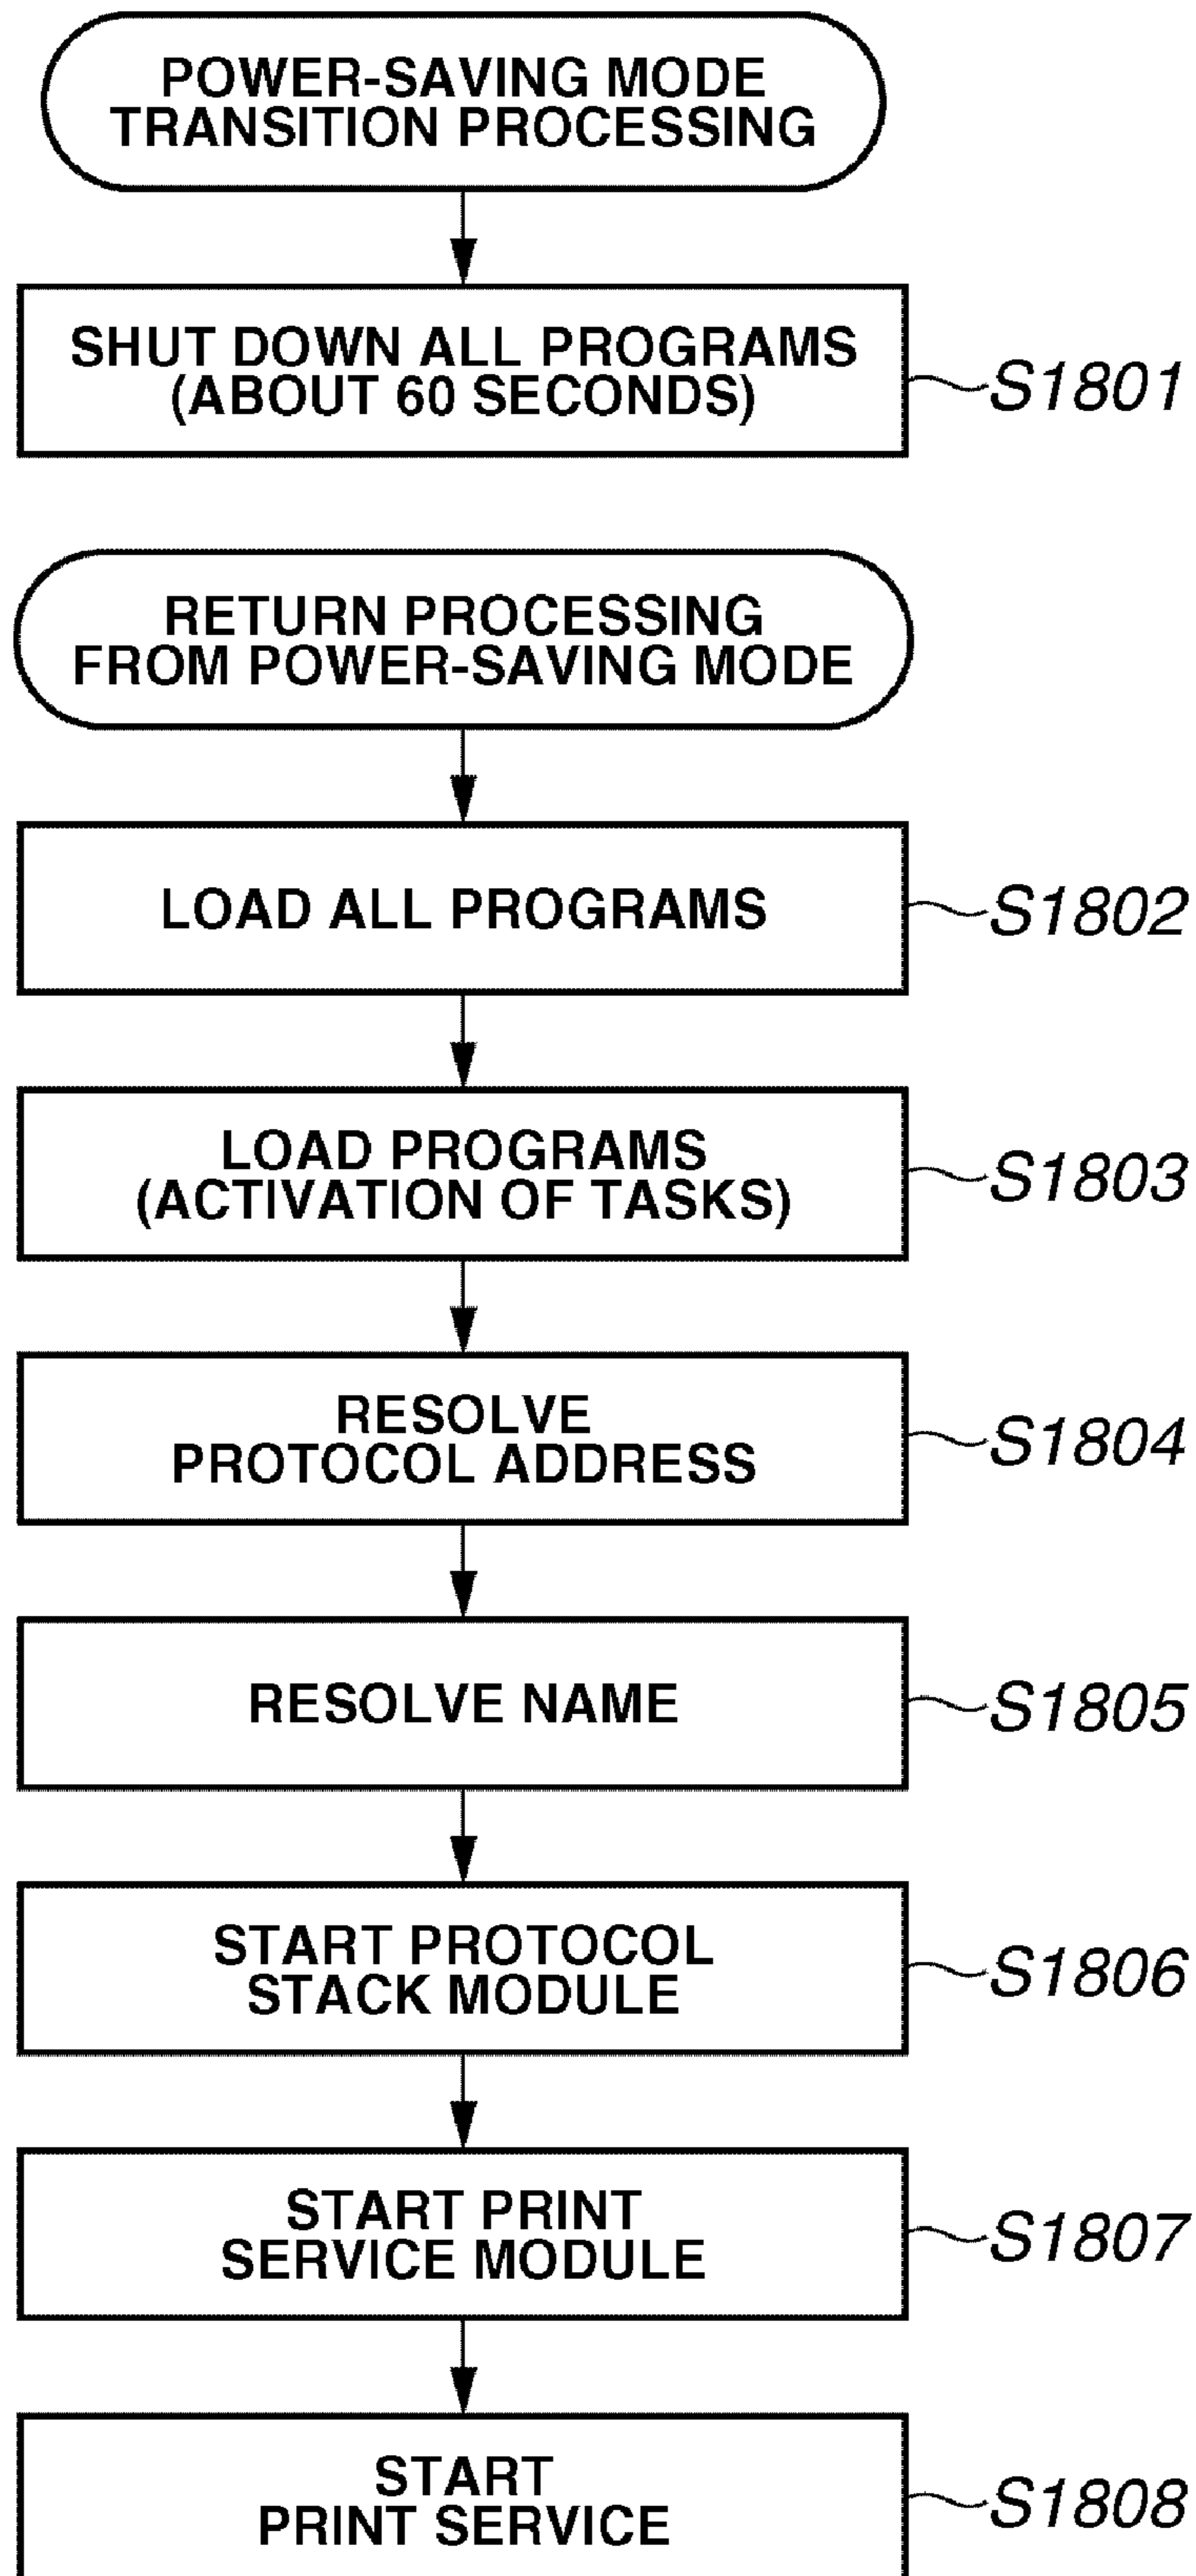 POWER-SAVING MODE
TRANSITION PROCESSING
SHUT DOWN ALL PROGRAMS
(ABOUT 60 SECONDS)
S1801
RETURN PROCESSING
FROM POWER-SAVING MODE
LOAD ALL PROGRAMS
S1802
LOAD PROGRAMS
(ACTIVATION OF TASKS)
S1803
RESOLVE
PROTOCOL ADDRESS
S1804
RESOLVE NAME
S1805
START PROTOCOL
STACK MODULE
S1806
START PRINT
SERVICE MODULE
S1807
START
PRINT SERVICE
S1808